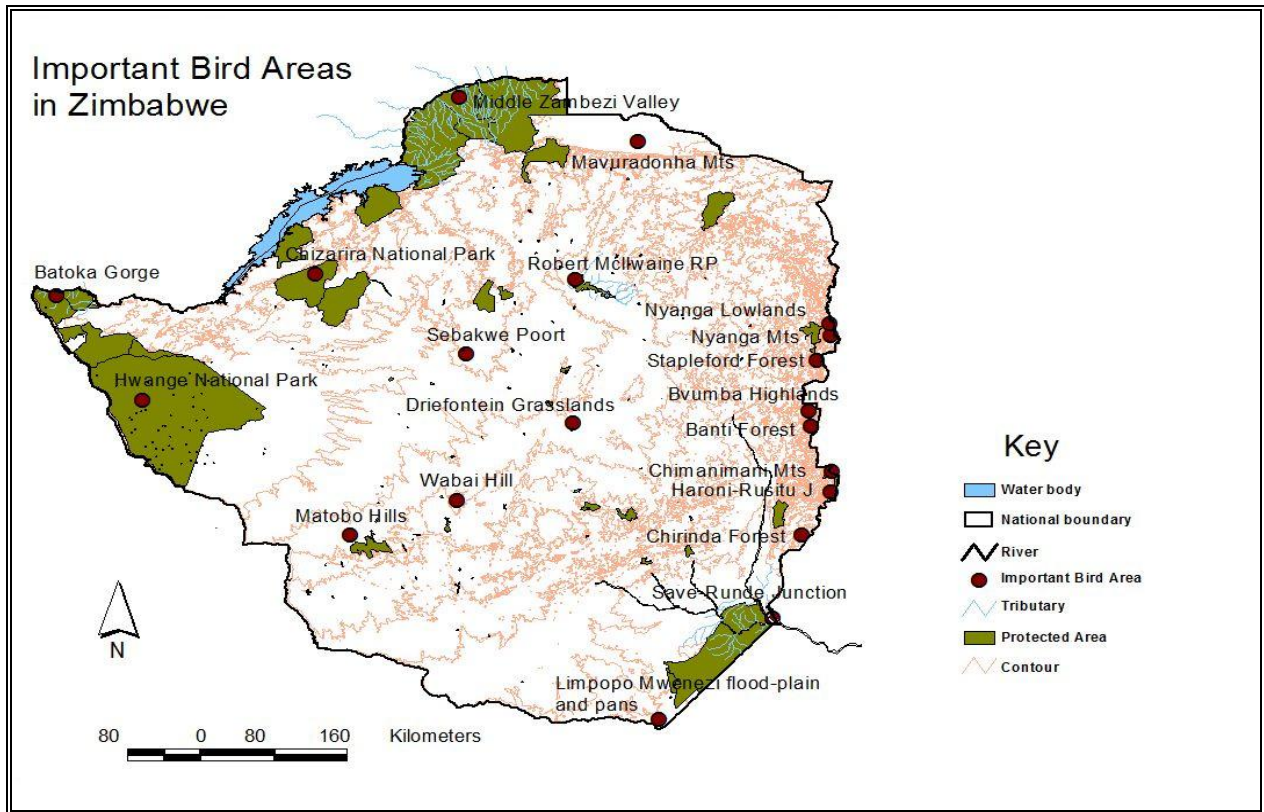 Important Bird Areas
in Zimbabwe
Middle Zambezi Valley
Mavuradonha Mts
Chizarira National Park
Robert McIlwaine RP
Batoka Gorge
Nyanga Lowlands
Sebakwe Poort
Nyanga Mts
Stapleford Forest
Hwange National Park
Bvumba Highlands
Driefontein Grasslands
Banti Forest
Chimanimani Mts
Wabai Hill
Haroni-Rusitu J
Matobo Hills
Chirinda Forest
Save-Runde Junction
Limpopo Mwenezi flood-plain
and pans
N
80 0 80 160 Kilometers
Key
Water body
National boundary
River
Important Bird Area
Tributary
Protected Area
Contour